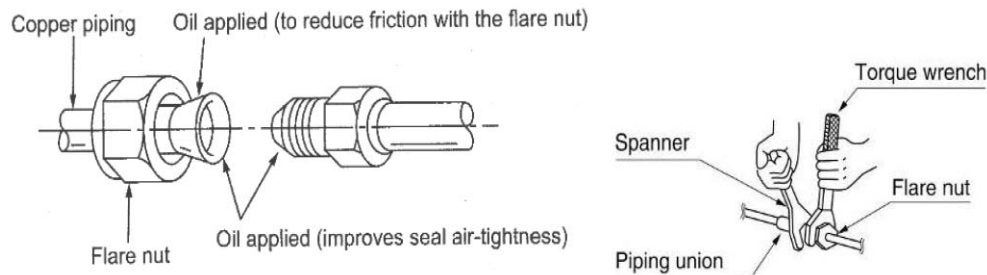 Copper piping
Oil applied (to reduce friction with the flare nut)
Flare nut
Oil applied (improves seal air-tightness)
Torque wrench
Spanner
Flare nut
Piping union